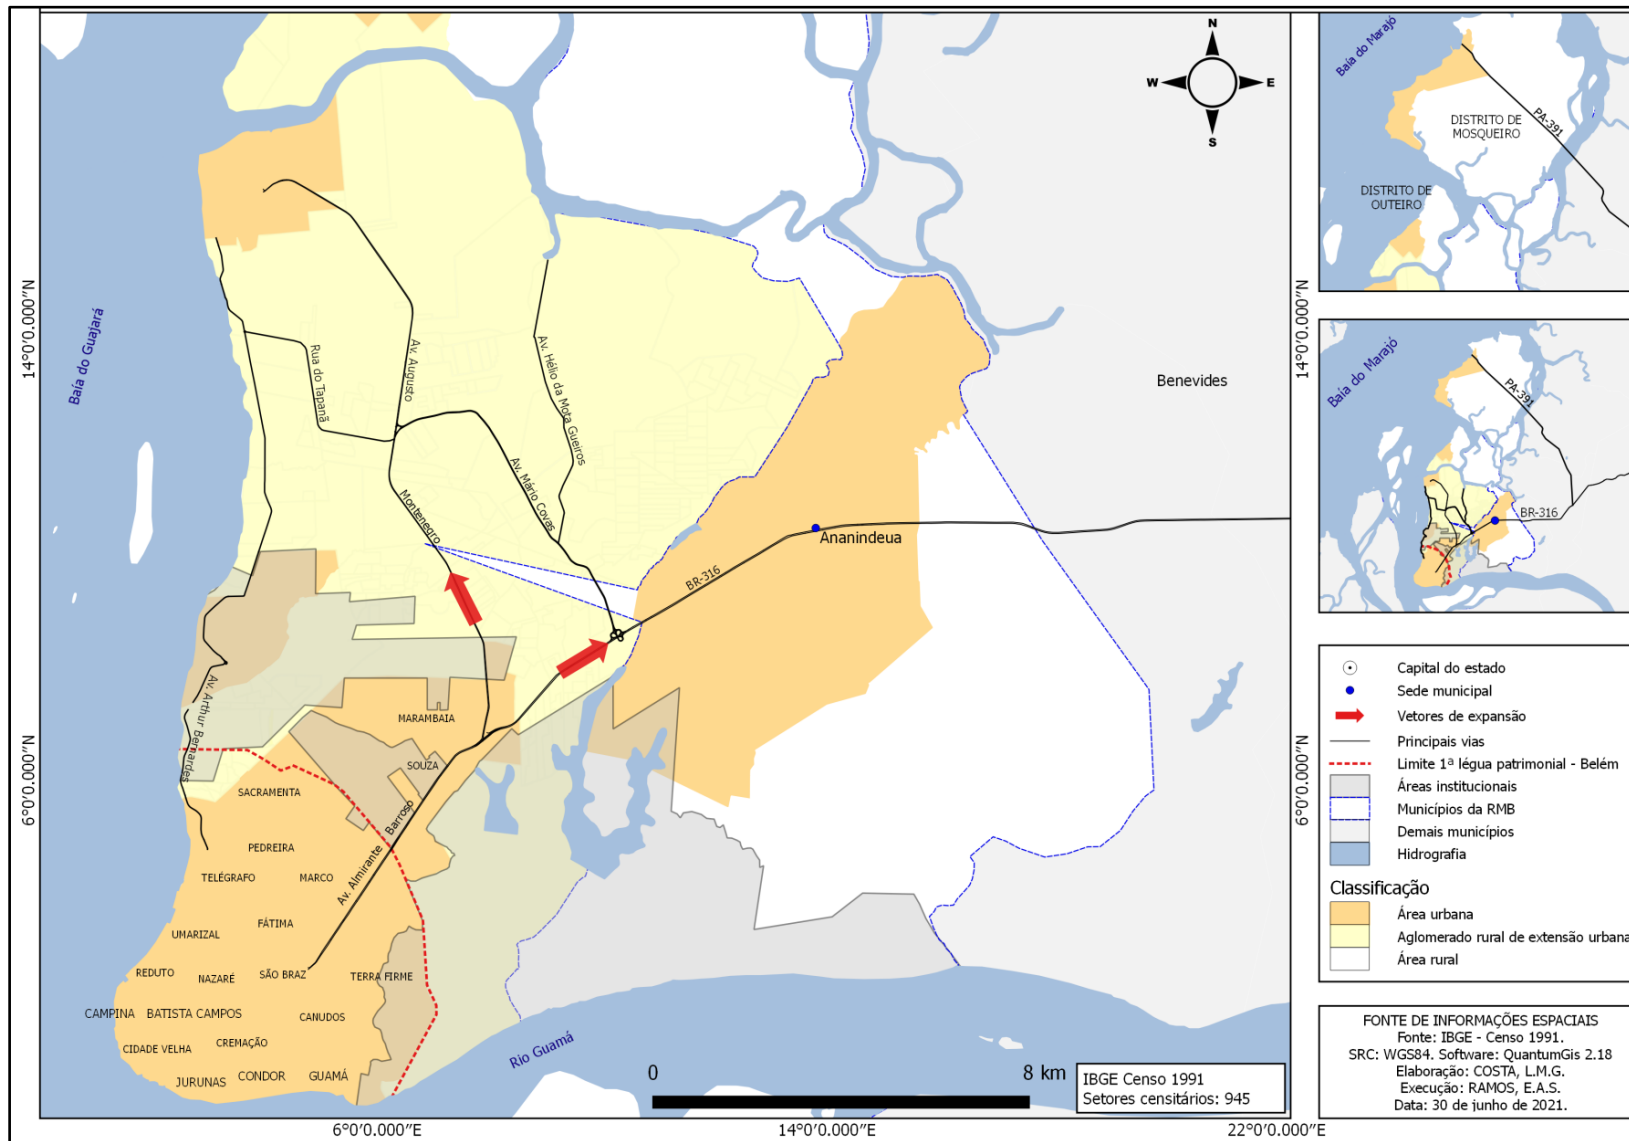 N
W
E
S
Baía do Guajará
Rua do Tapanã
Av. Augusto
Montenegro
Av. Mário Covas
Av. Hélio da Mota Gueiros
BR-316
Ananindeua
Benevides
Av. Arthur Bernardes
Av. Almirante Barroso
MARAMBAIA
SOUZA
SACRAMENTA
PEDREIRA
TELÉGRAFO
MARCO
FÁTIMA
UMARIZAL
REDUTO
NAZARÉ
SÃO BRAZ
TERRA FIRME
CAMPINA
BATISTA CAMPOS
CANUDOS
CIDADE VELHA
CREMAÇÃO
JURUNAS
CONDOR
GUAMÁ
Rio Guamá
0
8 km
IBGE Censo 1991
Setores censitários: 945
14°0'0.000"N
6°0'0.000"N
14°0'0.000"N
6°0'0.000"N
6°0'0.000"E
14°0'0.000"E
22°0'0.000"E
Baía do Marajó
PA-391
DISTRITO DE
MOSQUEIRO
DISTRITO DE
OUTEIRO
Baía do Marajó
PA-391
BR-316
Capital do estado
Sede municipal
Vetores de expansão
Principais vias
Limite 1ª légua patrimonial - Belém
Áreas institucionais
Municípios da RMB
Demais municípios
Hidrografia
Classificação
Área urbana
Aglomerado rural de extensão urbana
Área rural
FONTE DE INFORMAÇÕES ESPACIAIS
Fonte: IBGE - Censo 1991.
SRC: WGS84. Software: QuantumGis 2.18
Elaboração: COSTA, L.M.G.
Execução: RAMOS, E.A.S.
Data: 30 de junho de 2021.